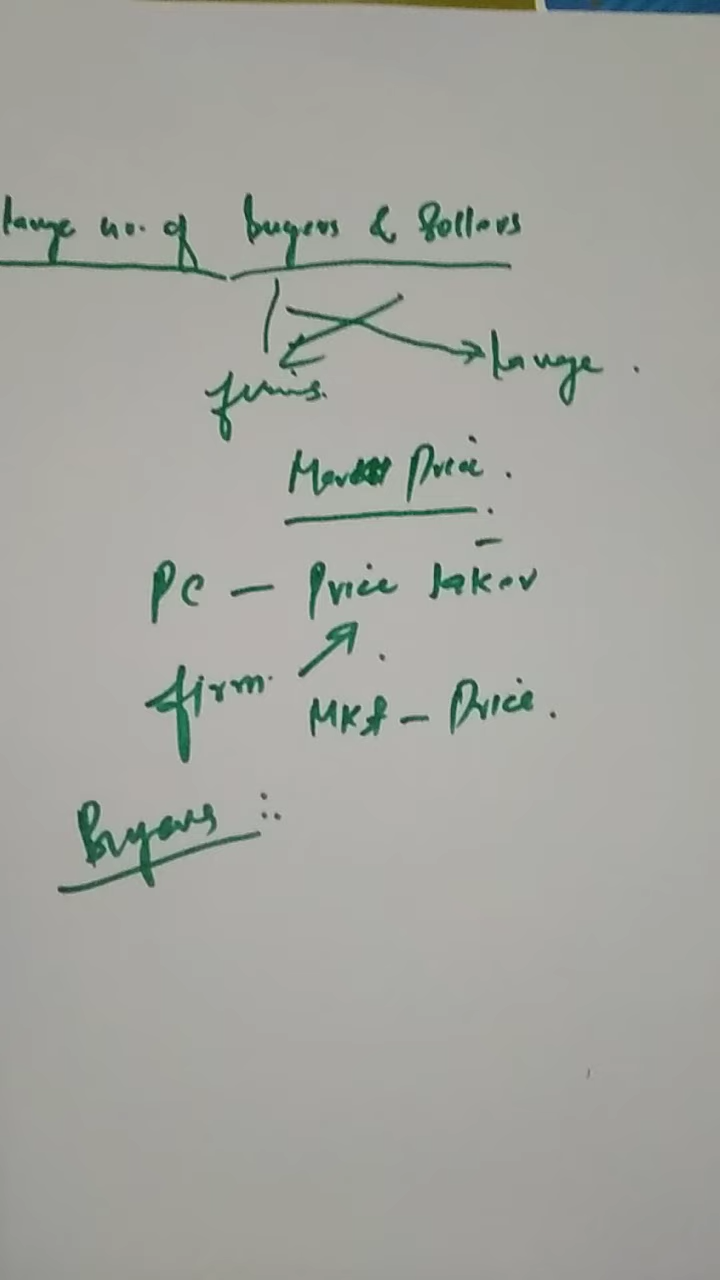 large no. of buyers & sellers
firms.
large.
Market Price.
PC - Price taker
firm.
Mkt - Price.
Buyers :-